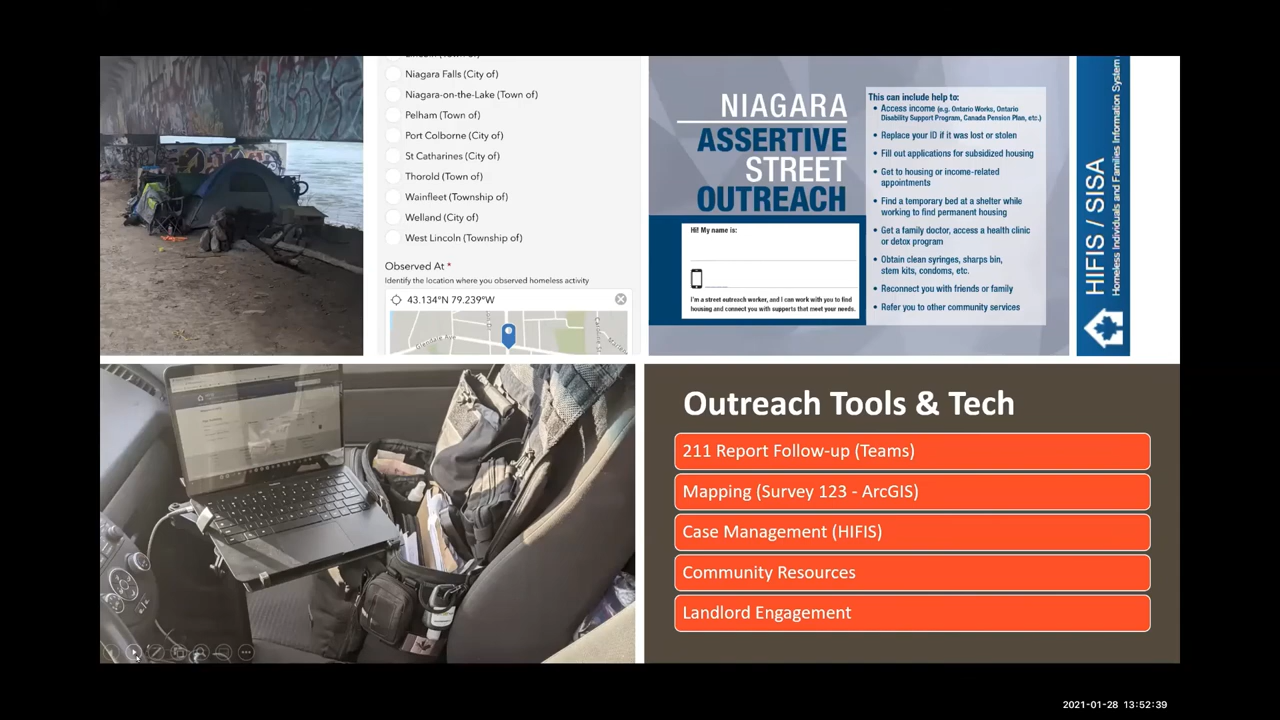 Niagara Falls (City of)
Niagara-on-the-Lake (Town of)
Pelham (Town of)
Port Colborne (City of)
St Catharines (City of)
Thorold (Town of)
Wainfleet (Township of)
Welland (City of)
West Lincoln (Township of)
Observed At *
Identify the location where you observed homeless activity
43.134°N 79.239°W
Glendale Ave
NIAGARA
ASSERTIVE
STREET
OUTREACH
Hi! My name is:
I'm a street outreach worker, and I can work with you to find
housing and connect you with supports that meet your needs.
This can include help to:
• Access income (e.g. Ontario Works, Ontario
Disability Support Program, Canada Pension Plan, etc.)
• Replace your ID if it was lost or stolen
• Fill out applications for subsidized housing
• Get to housing or income-related
appointments
• Find a temporary bed at a shelter while
working to find permanent housing
• Get a family doctor, access a health clinic
or detox program
• Obtain clean syringes, sharps bin,
stem kits, condoms, etc.
• Reconnect you with friends or family
• Refer you to other community services
HIFIS / SISA
Homeless Individuals and Families Information System
Outreach Tools & Tech
211 Report Follow-up (Teams)
Mapping (Survey 123 - ArcGIS)
Case Management (HIFIS)
Community Resources
Landlord Engagement
2021-01-28 13:52:39